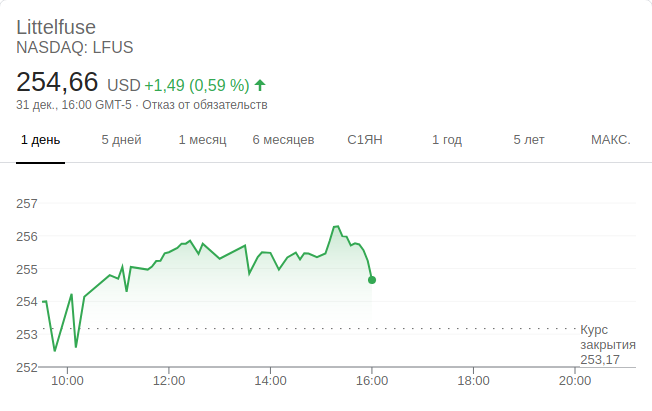 Littelfuse
NASDAQ: LFUS
254,66 USD +1,49 (0,59 %)
31 дек., 16:00 GMT-5 · Отказ от обязательств
1 день 5 дней 1 месяц 6 месяцев С1ЯН 1 год 5 лет МАКС.
257
256
255
254
253
252
Курс
закрытия
253,17
10:00 12:00 14:00 16:00 18:00 20:00